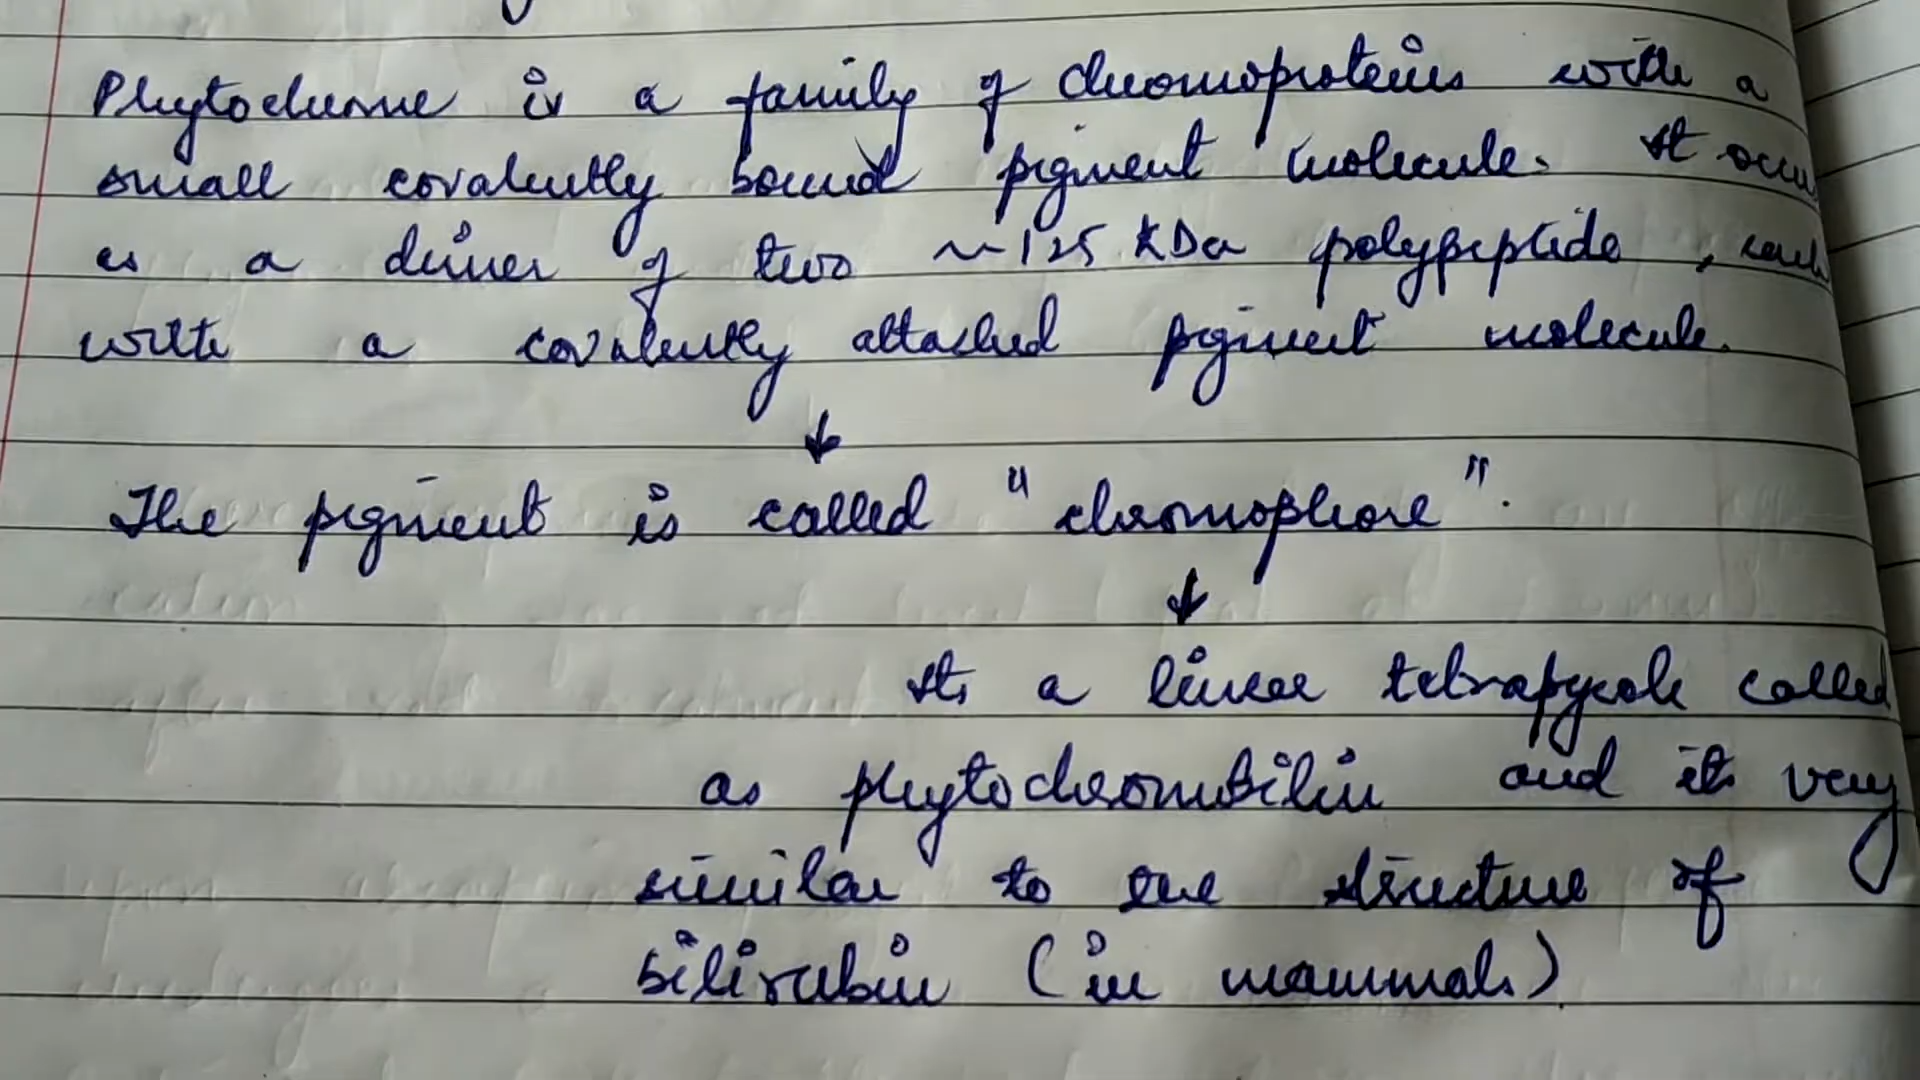 Phytochrome is a family of chromoproteins with a
small covalently bound pigment molecule. It occu
as a dimer of two ~125 kDa polypeptide, each
with a covalently attached pigment molecule.
↓
The pigment is called "chromophore".
↓
Its a linear tetrapyrole called
as phytochromobilin and its very
similar to the structure of
bilirubin (in mammals)